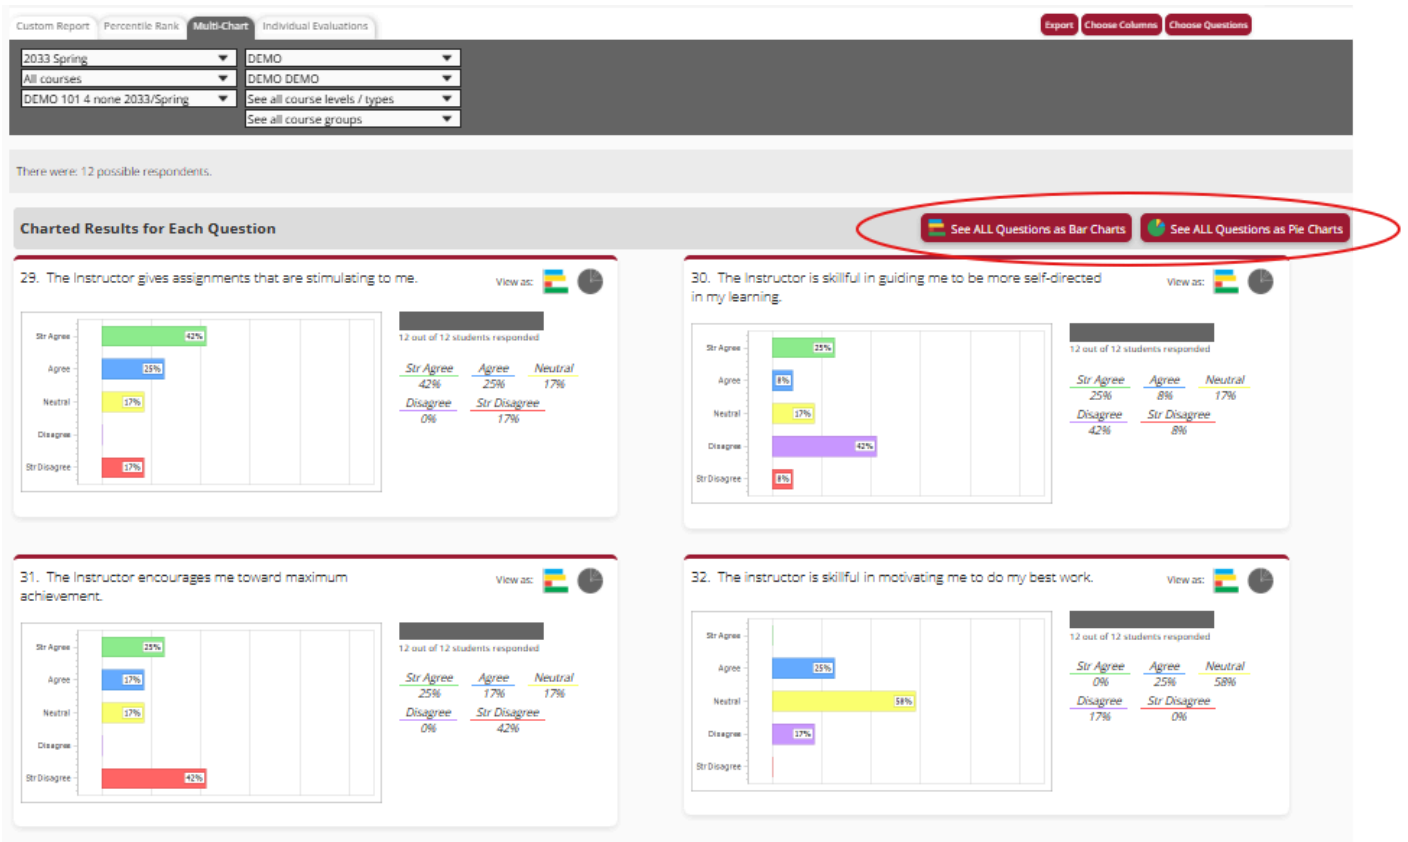 Custom Report
Percentile Rank
Multi-Chart
Individual Evaluations
Export
Choose Columns
Choose Questions
2033 Spring
DEMO
All courses
DEMO DEMO
DEMO 101 4 none 2033/Spring
See all course levels / types
See all course groups
There were: 12 possible respondents.
Charted Results for Each Question
See ALL Questions as Bar Charts
See ALL Questions as Pie Charts
29. The Instructor gives assignments that are stimulating to me.
View as:
Str Agree
42%
Agree
25%
Neutral
17%
Disagree
Str Disagree
17%
12 out of 12 students responded
Str Agree Agree Neutral
42% 25% 17%
Disagree Str Disagree
0% 17%
30. The Instructor is skillful in guiding me to be more self-directed
in my learning.
View as:
Str Agree
25%
Agree
8%
Neutral
17%
Disagree
42%
Str Disagree
8%
12 out of 12 students responded
Str Agree Agree Neutral
25% 8% 17%
Disagree Str Disagree
42% 8%
31. The Instructor encourages me toward maximum
achievement.
View as:
Str Agree
25%
Agree
17%
Neutral
17%
Disagree
Str Disagree
42%
12 out of 12 students responded
Str Agree Agree Neutral
25% 17% 17%
Disagree Str Disagree
0% 42%
32. The instructor is skillful in motivating me to do my best work.
View as:
Str Agree
Agree
25%
Neutral
58%
Disagree
17%
Str Disagree
12 out of 12 students responded
Str Agree Agree Neutral
0% 25% 58%
Disagree Str Disagree
17% 0%